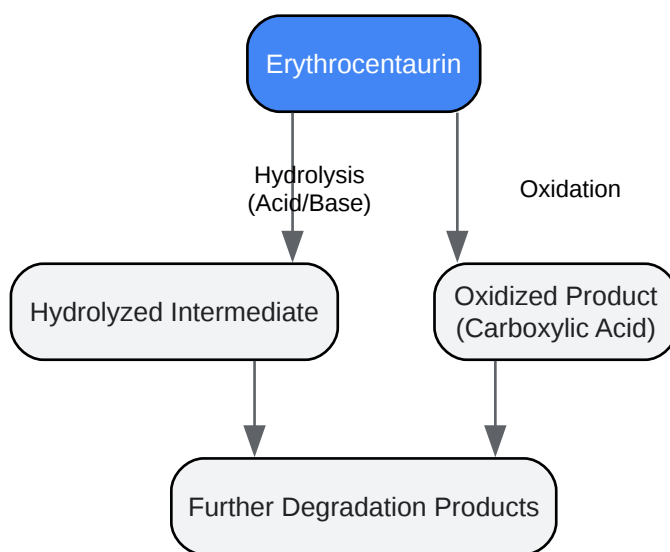 Erythrocentaurin
Hydrolysis
(Acid/Base)
Oxidation
Hydrolyzed Intermediate
Oxidized Product
(Carboxylic Acid)
Further Degradation Products